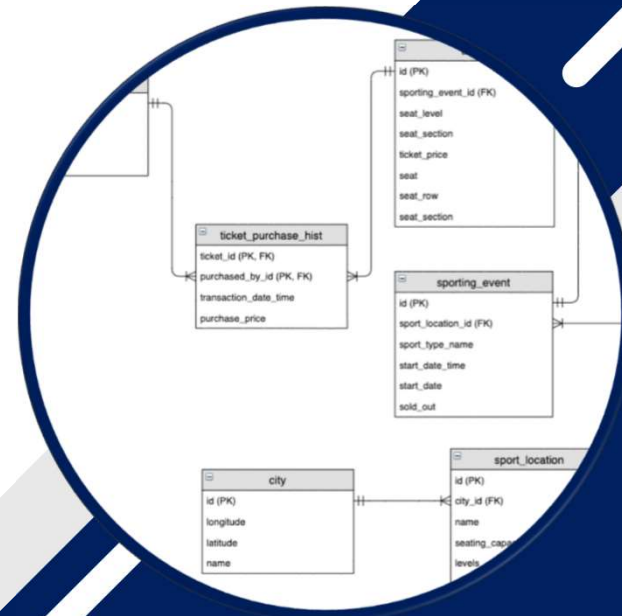 id (PK)
sporting_event_id (FK)
seat_level
seat_section
ticket_price
seat
seat_row
seat_section
ticket_purchase_hist
ticket_id (PK, FK)
purchased_by_id (PK, FK)
transaction_date_time
purchase_price
sporting_event
id (PK)
sport_location_id (FK)
sport_type_name
start_date_time
start_date
sold_out
city
id (PK)
longitude
latitude
name
sport_location
id (PK)
city_id (FK)
name
levels